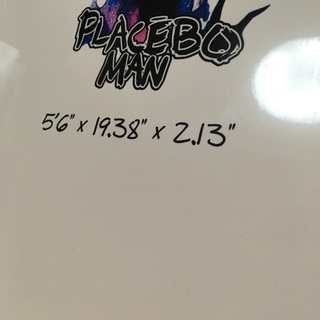 PLACEBO
MAN
5'6" x 19.38" x 2.13"